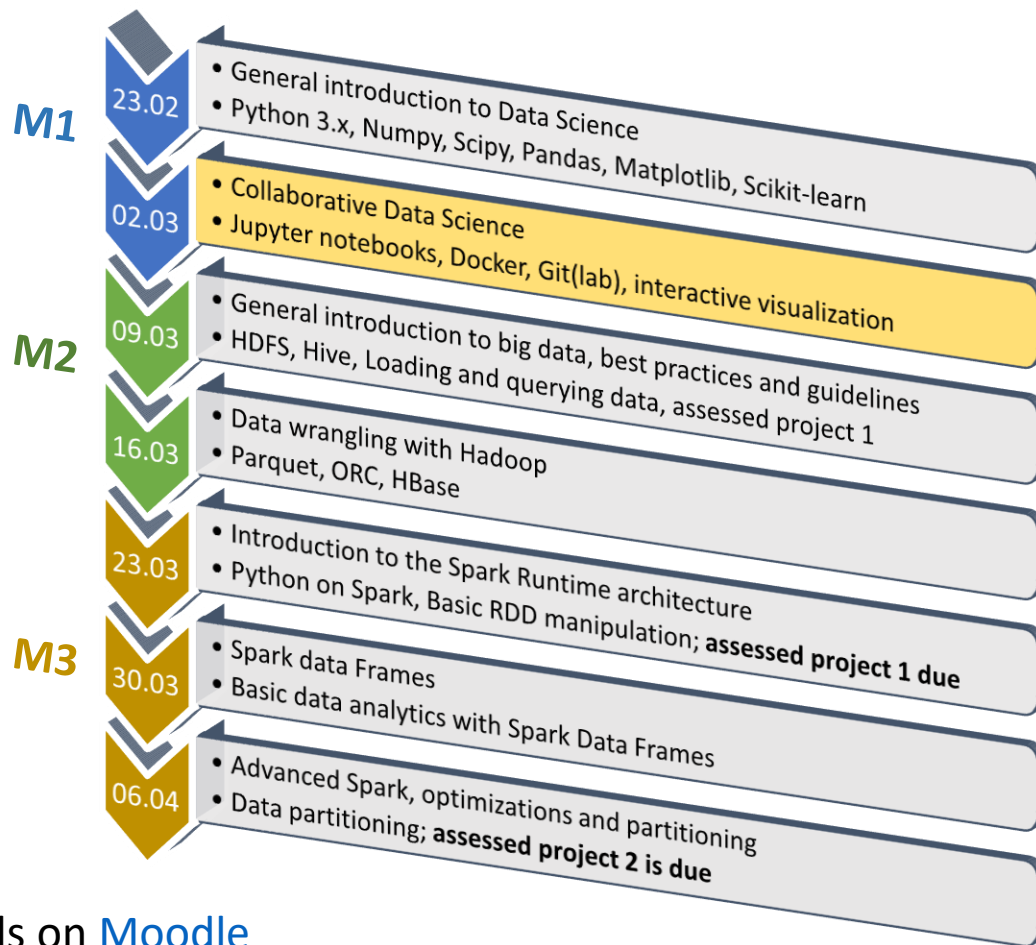 M1
23.02
• General introduction to Data Science
• Python 3.x, Numpy, Scipy, Pandas, Matplotlib, Scikit-learn
02.03
• Collaborative Data Science
• Jupyter notebooks, Docker, Git(lab), interactive visualization
M2
09.03
• General introduction to big data, best practices and guidelines
• HDFS, Hive, Loading and querying data, assessed project 1
16.03
• Data wrangling with Hadoop
• Parquet, ORC, HBase
M3
23.03
• Introduction to the Spark Runtime architecture
• Python on Spark, Basic RDD manipulation; assessed project 1 due
30.03
• Spark data Frames
• Basic data analytics with Spark Data Frames
06.04
• Advanced Spark, optimizations and partitioning
• Data partitioning; assessed project 2 is due
on Moodle